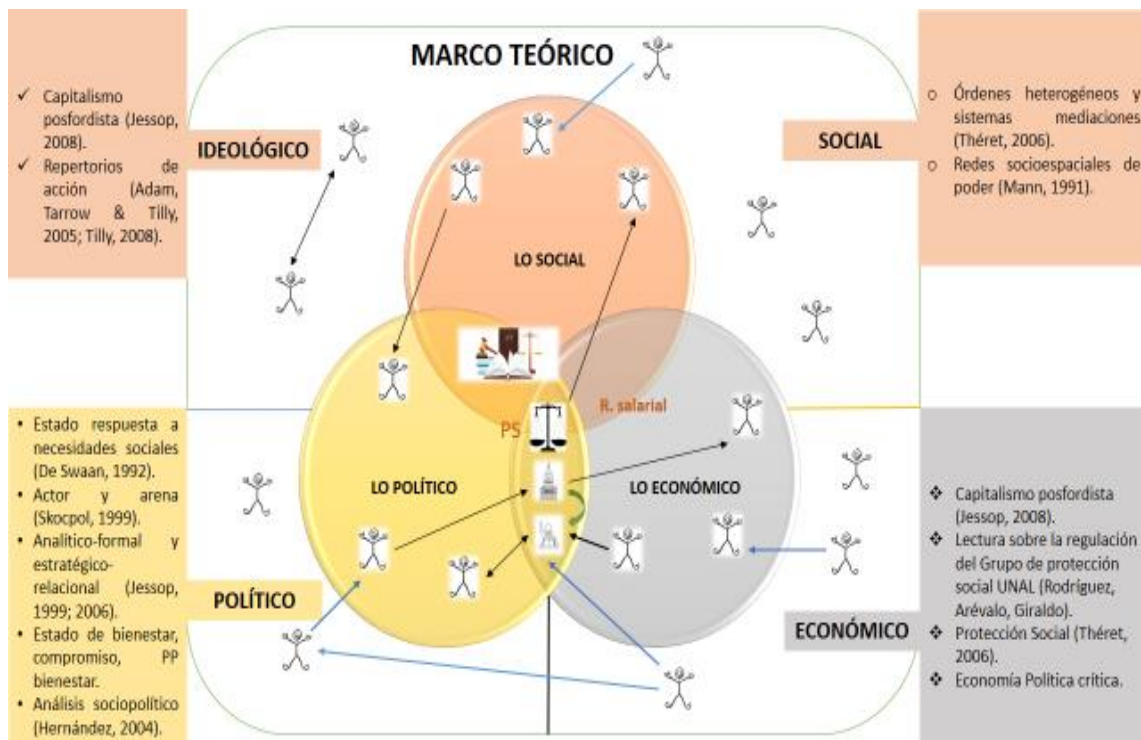 MARCO TEÓRICO
✓ Capitalismo
posfordista (Jessop,
2008).
✓ Repertorios de
acción (Adam,
Tarrow & Tilly,
2005; Tilly, 2008).
IDEOLÓGICO
SOCIAL
o Órdenes heterogéneos y
sistemas mediaciones
(Théret, 2006).
o Redes socioespaciales de
poder (Mann, 1991).
LO SOCIAL
PS
R. salarial
LO POLÍTICO
LO ECONÓMICO
• Estado respuesta a
necesidades sociales
(De Swaan, 1992).
• Actor y arena
(Skocpol, 1999).
• Analítico-formal y
estratégico-
relacional (Jessop,
1999; 2006).
• Estado de bienestar,
compromiso, PP
bienestar.
• Análisis sociopolítico
(Hernández, 2004).
POLÍTICO
ECONÓMICO
❖ Capitalismo posfordista
(Jessop, 2008).
❖ Lectura sobre la regulación
del Grupo de protección
social UNAL (Rodríguez,
Arévalo, Giraldo).
❖ Protección Social (Théret,
2006).
❖ Economía Política crítica.